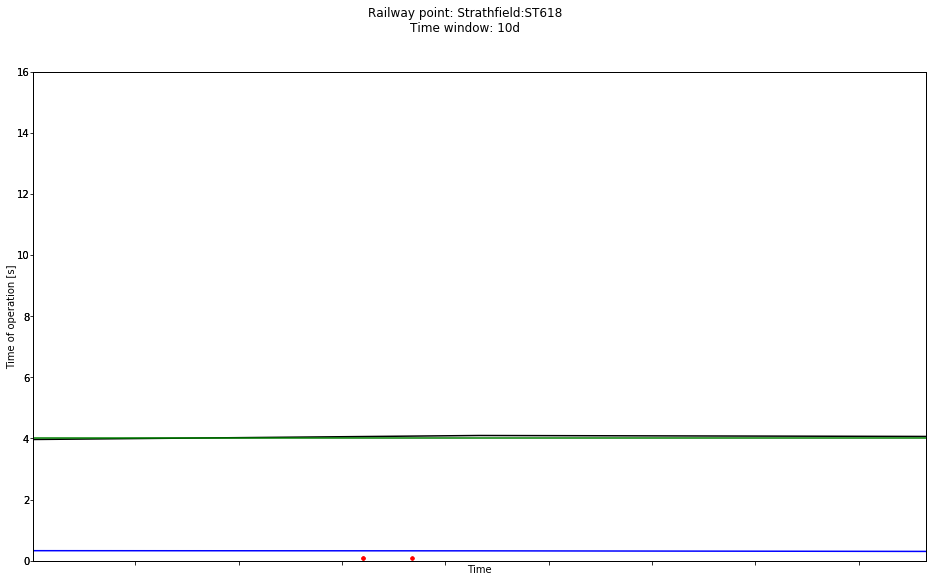 Railway point: Strathfield:ST618
Time window: 10d
16
14
12
10
8
6
4
2
0
Time of operation [s]
Time